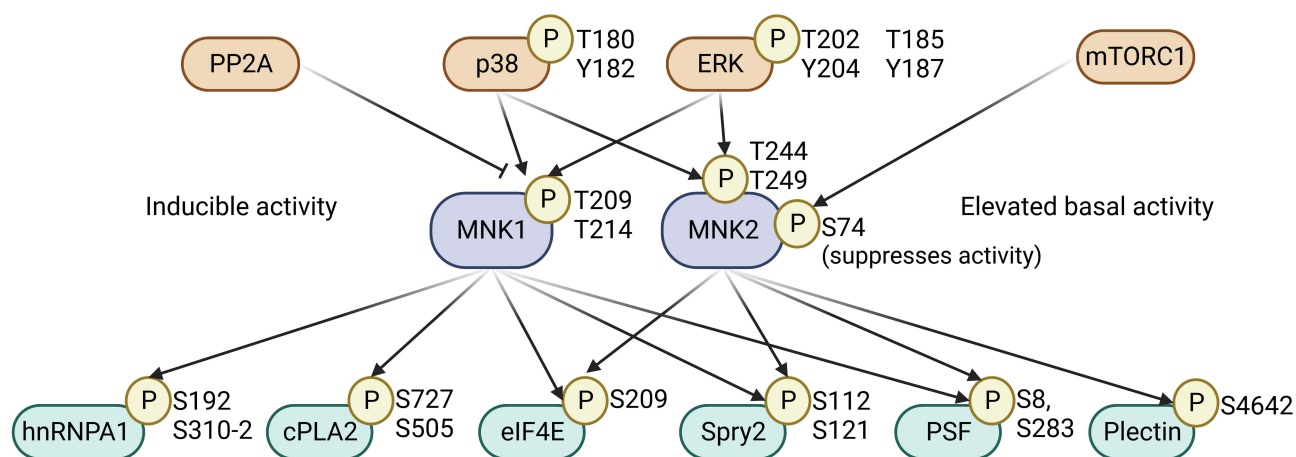 PP2A
p38
P
T180
Y182
ERK
P
T202
Y204
T185
Y187
mTORC1
Inducible activity
MNK1
P
T209
T214
MNK2
P
T244
T249
P
S74
(suppresses activity)
Elevated basal activity
hnRNPA1
P
S192
S310-2
cPLA2
P
S727
S505
eIF4E
P
S209
Spry2
P
S112
S121
PSF
P
S8,
S283
Plectin
P
S4642